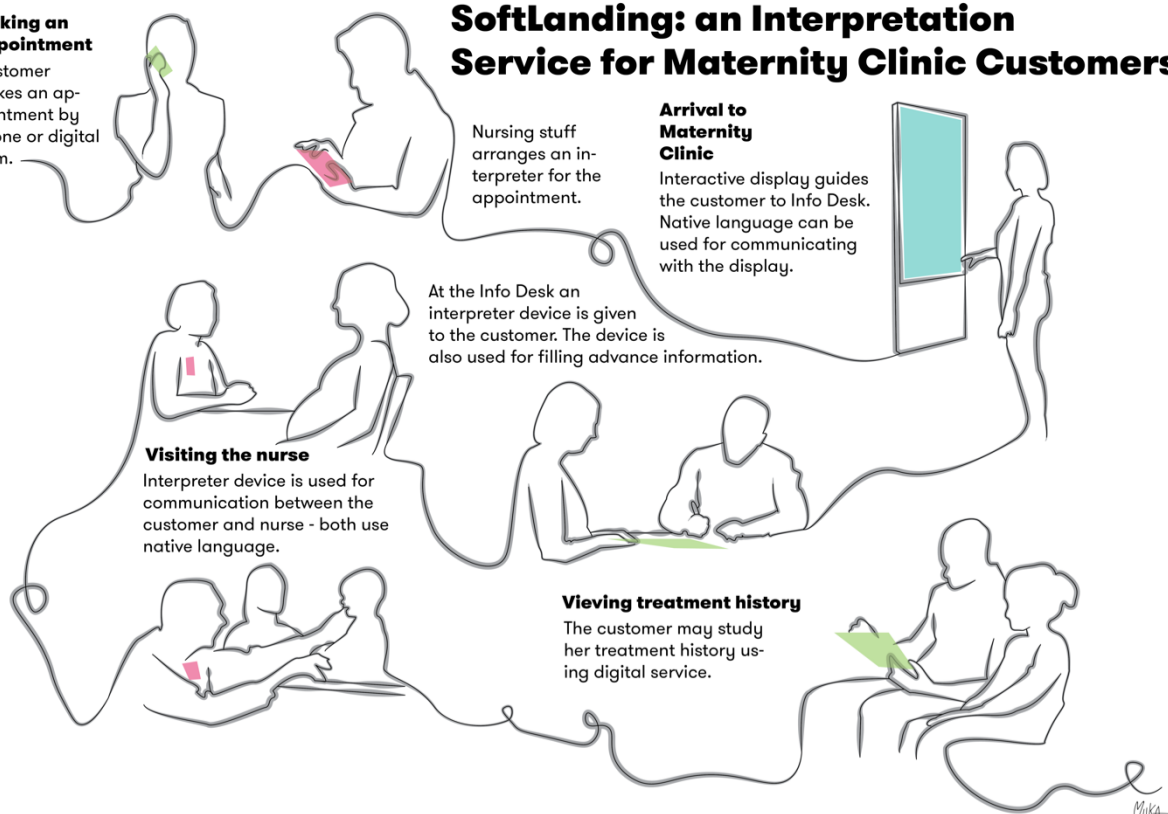 SoftLanding: an Interpretation
Service for Maternity Clinic Customers
king an
pointment
stomer
kes an ap-
ntment by
one or digital
m.
Nursing stuff
arranges an in-
terpreter for the
appointment.
Arrival to
Maternity
Clinic
Interactive display guides
the customer to Info Desk.
Native language can be
used for communicating
with the display.
At the Info Desk an
interpreter device is given
to the customer. The device is
also used for filling advance information.
Visiting the nurse
Interpreter device is used for
communication between the
customer and nurse - both use
native language.
Vieving treatment history
The customer may study
her treatment history us-
ing digital service.
MiiKA